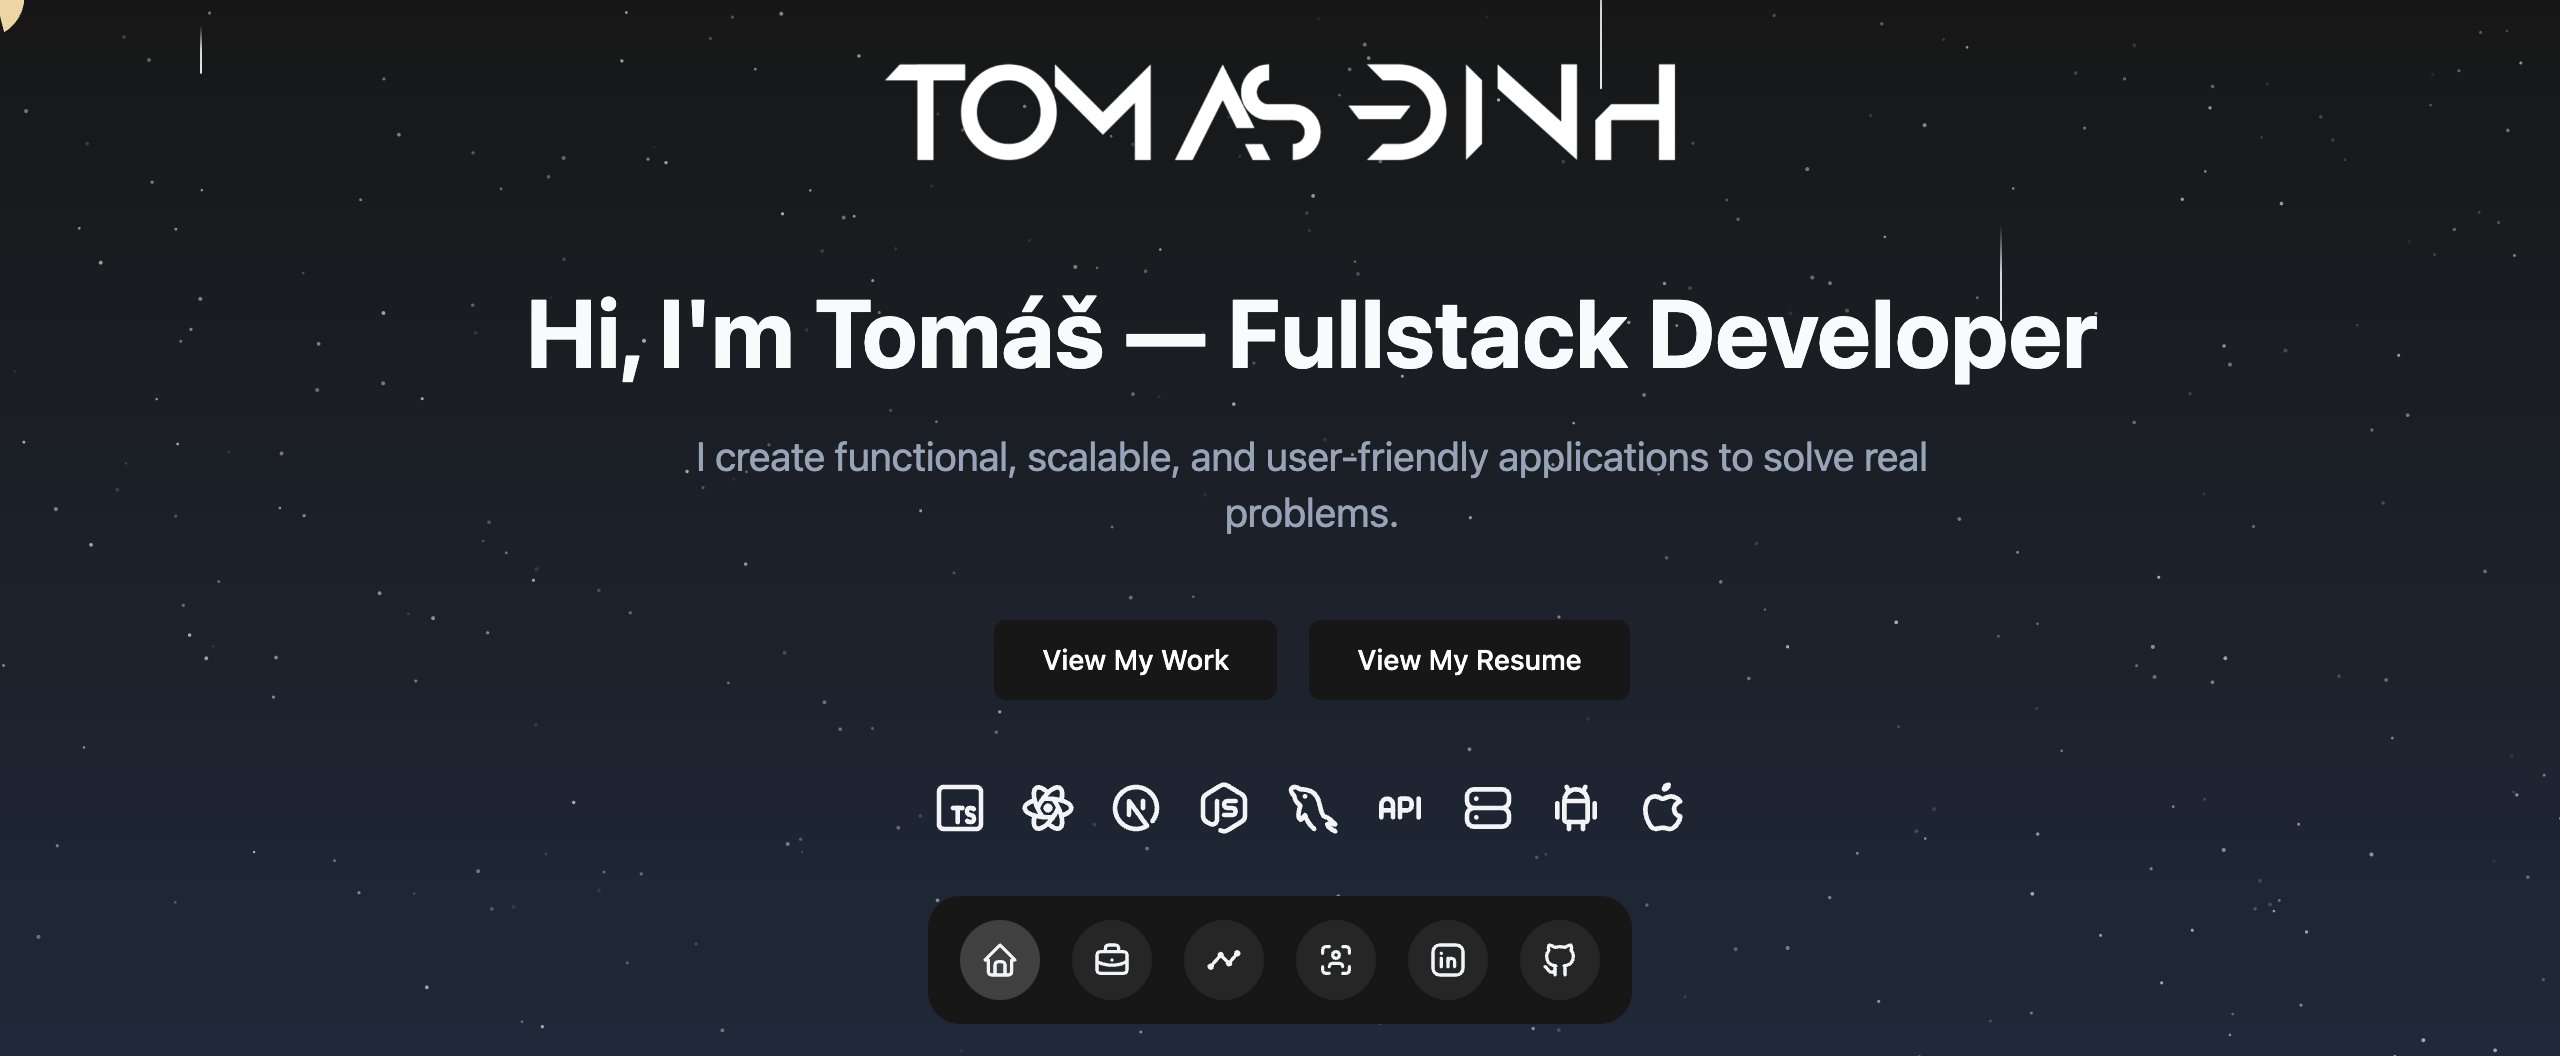 TOMAS DINH
Hi, I'm Tomáš — Fullstack Developer
I create functional, scalable, and user-friendly applications to solve real
problems.
View My Work
View My Resume
TS
N
JS
API
in